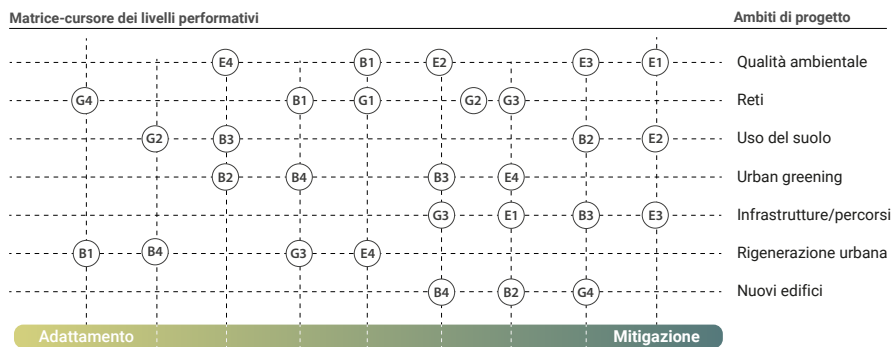 Matrice-cursore dei livelli performativi Ambiti di progetto
E4 B1 E2 E3 E1 Qualità ambientale
G4 B1 G1 G2 G3 Reti
G2 B3 B2 E2 Uso del suolo
B2 B4 B3 E4 Urban greening
G3 E1 B3 E3 Infrastrutture/percorsi
B1 B4 G3 E4 Rigenerazione urbana
B4 B2 G4 Nuovi edifici
Adattamento Mitigazione